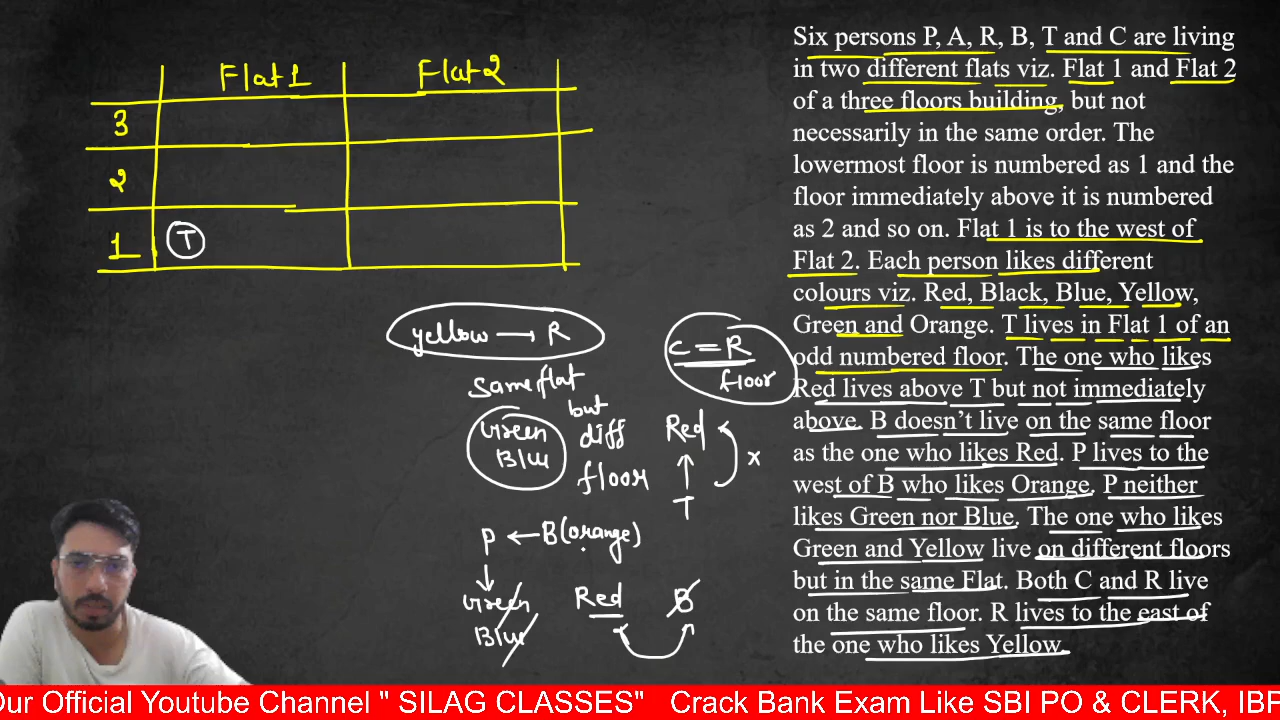 Flat 1 Flat 2
3
2
1 T
Six persons P, A, R, B, T and C are living
in two different flats viz. Flat 1 and Flat 2
of a three floors building, but not
necessarily in the same order. The
lowermost floor is numbered as 1 and the
floor immediately above it is numbered
as 2 and so on. Flat 1 is to the west of
Flat 2. Each person likes different
colours viz. Red, Black, Blue, Yellow,
Green and Orange. T lives in Flat 1 of an
odd numbered floor. The one who likes
Red lives above T but not immediately
above. B doesn't live on the same floor
as the one who likes Red. P lives to the
west of B who likes Orange. P neither
likes Green nor Blue. The one who likes
Green and Yellow live on different floors
but in the same Flat. Both C and R live
on the same floor. R lives to the east of
the one who likes Yellow.
yellow → R
same flat
but
Green diff
Blue floor
C = R
floor
Red
↑ x
T
P ← B(orange)
↓
Green
Blue
Red B
Our Official Youtube Channel " SILAG CLASSES" Crack Bank Exam Like SBI PO & CLERK, IBP